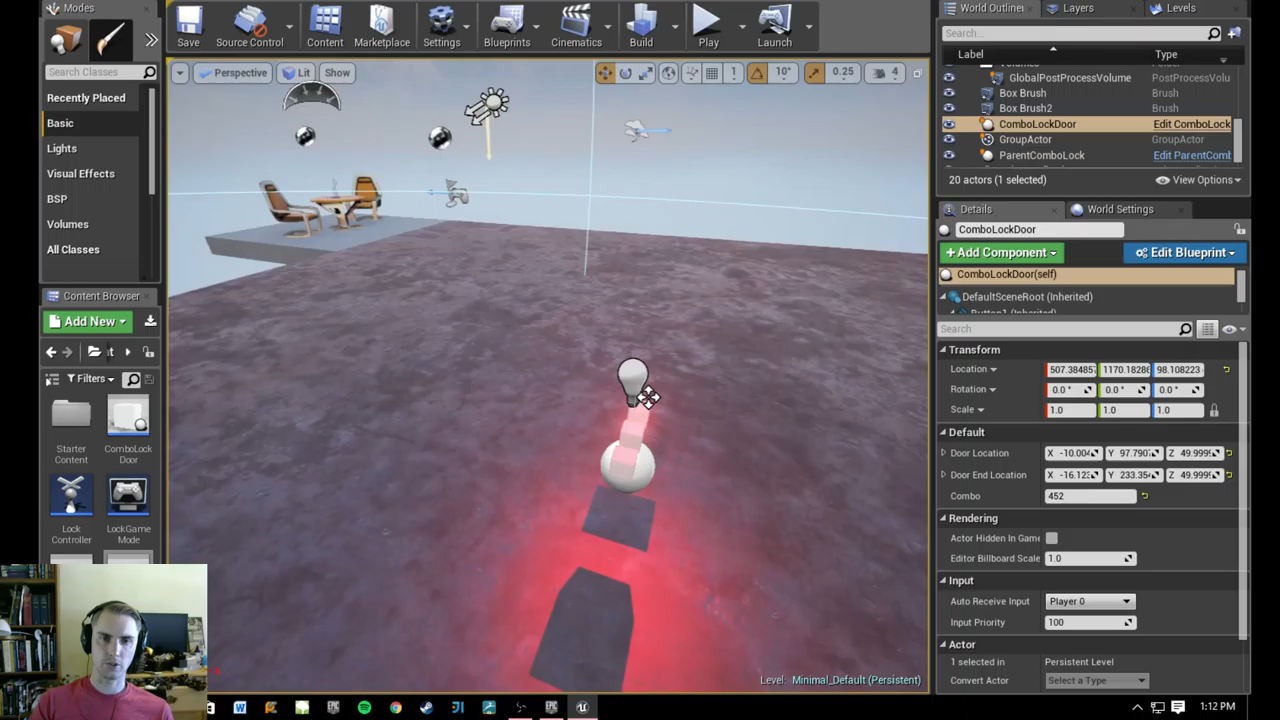 Modes
Search Classes
Recently Placed
Basic
Lights
Visual Effects
BSP
Volumes
All Classes
Save
Source Control
Content
Marketplace
Settings
Blueprints
Cinematics
Build
Play
Launch
Perspective
Lit
Show
1
10°
0.25
4
Level: Minimal_Default (Persistent)
World Outliner
Layers
Levels
Search...
Label
Type
GlobalPostProcessVolume
PostProcessVolu
Box Brush
Brush
Box Brush2
Brush
ComboLockDoor
Edit ComboLock
GroupActor
GroupActor
ParentComboLock
Edit ParentComb
20 actors (1 selected)
View Options
Details
World Settings
ComboLockDoor
+Add Component
Edit Blueprint
ComboLockDoor(self)
DefaultSceneRoot (Inherited)
Button1 (Inherited)
Search
Transform
Location
507.38485
1170.1828
98.108223
Rotation
0.0 °
0.0 °
0.0 °
Scale
1.0
1.0
1.0
Default
Door Location
X -10.004
Y 97.790
Z 49.999
Door End Location
X -16.12
Y 233.35
Z 49.999
Combo
452
Rendering
Actor Hidden In Game
Editor Billboard Scale
1.0
Input
Auto Receive Input
Player 0
Input Priority
100
Actor
1 selected in
Persistent Level
Convert Actor
Select a Type
Content Browser
Add New
Filters
Starter
Content
ComboLock
Door
Lock
Controller
LockGame
Mode
1:12 PM